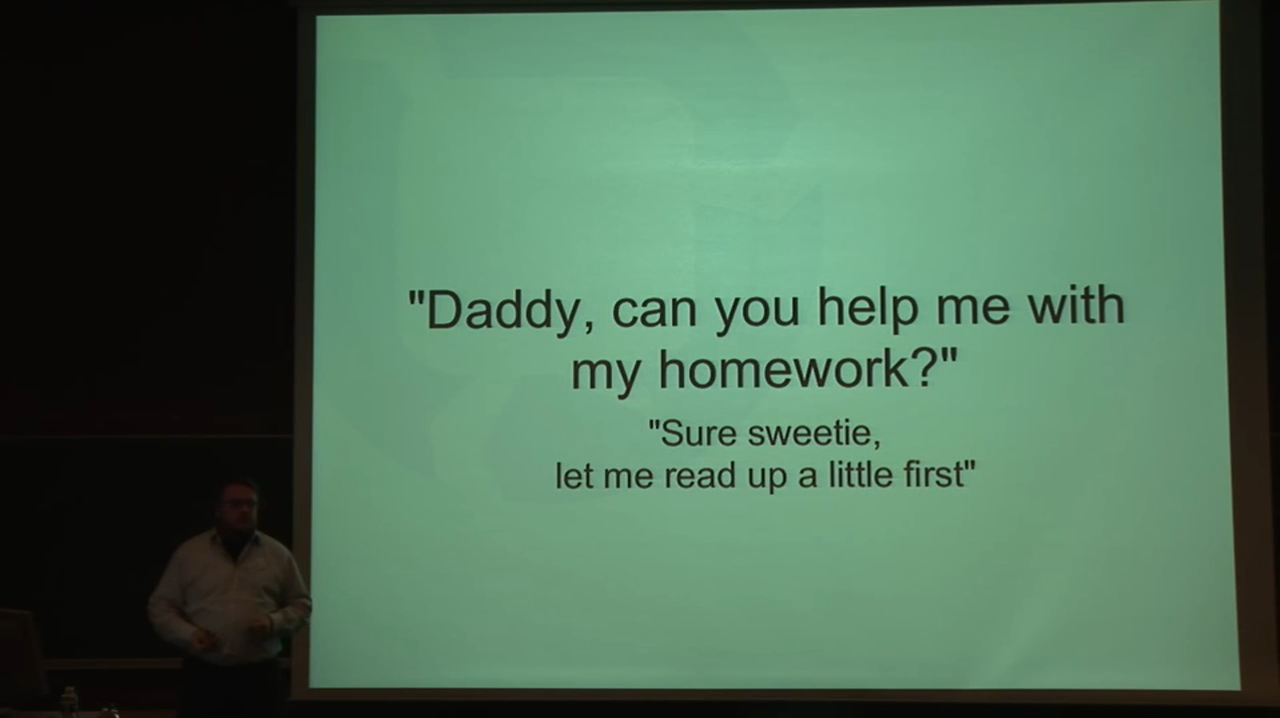 "Daddy, can you help me with
my homework?"
"Sure sweetie,
let me read up a little first"